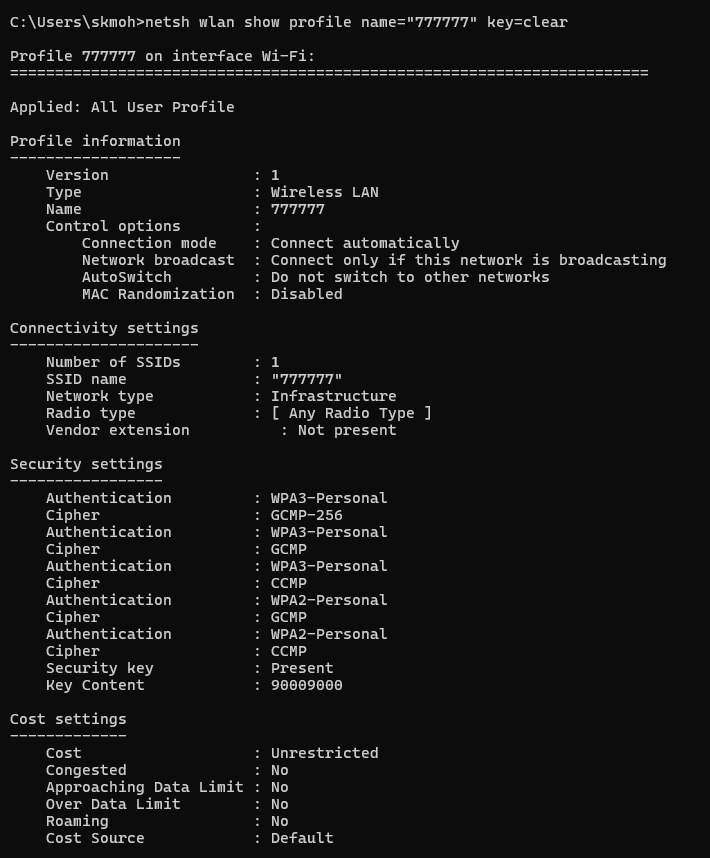 C:\Users\skmoh>netsh wlan show profile name="777777" key=clear

Profile 777777 on interface Wi-Fi:
=======================================================================

Applied: All User Profile

Profile information
-------------------
    Version                : 1
    Type                   : Wireless LAN
    Name                   : 777777
    Control options        :
        Connection mode    : Connect automatically
        Network broadcast  : Connect only if this network is broadcasting
        AutoSwitch         : Do not switch to other networks
        MAC Randomization  : Disabled

Connectivity settings
---------------------
    Number of SSIDs        : 1
    SSID name              : "777777"
    Network type           : Infrastructure
    Radio type             : [ Any Radio Type ]
    Vendor extension          : Not present

Security settings
-----------------
    Authentication         : WPA3-Personal
    Cipher                 : GCMP-256
    Authentication         : WPA3-Personal
    Cipher                 : GCMP
    Authentication         : WPA3-Personal
    Cipher                 : CCMP
    Authentication         : WPA2-Personal
    Cipher                 : GCMP
    Authentication         : WPA2-Personal
    Cipher                 : CCMP
    Security key           : Present
    Key Content            : 90009000

Cost settings
-------------
    Cost                   : Unrestricted
    Congested              : No
    Approaching Data Limit : No
    Over Data Limit        : No
    Roaming                : No
    Cost Source            : Default